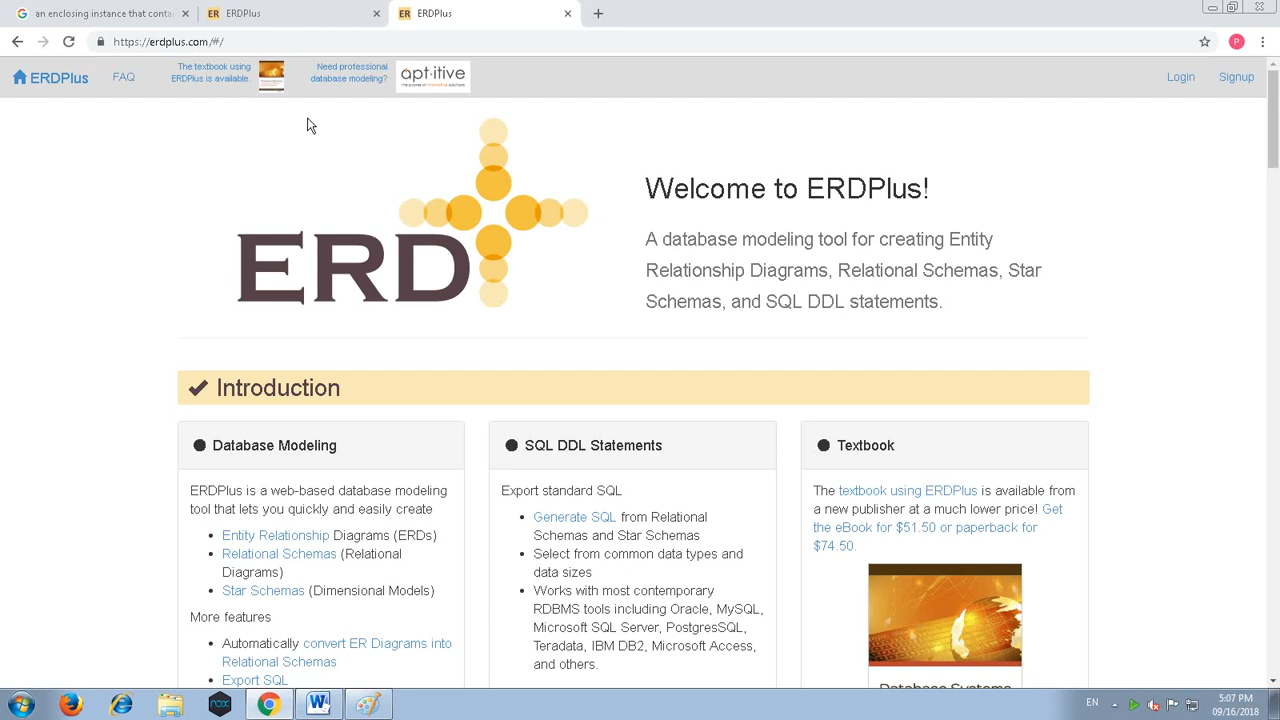 an enclosing instance that conta
ERDPlus
ERDPlus
https://erdplus.com/#/
P
ERDPlus
FAQ
The textbook using
ERDPlus is available.
Need professional
database modeling?
apt·itive
Login
Signup
ERD
Welcome to ERDPlus!
A database modeling tool for creating Entity
Relationship Diagrams, Relational Schemas, Star
Schemas, and SQL DDL statements.
Introduction
Database Modeling
ERDPlus is a web-based database modeling
tool that lets you quickly and easily create
Entity Relationship Diagrams (ERDs)
Relational Schemas (Relational
Diagrams)
Star Schemas (Dimensional Models)
More features
Automatically convert ER Diagrams into
Relational Schemas
Export SQL
SQL DDL Statements
Export standard SQL
Generate SQL from Relational
Schemas and Star Schemas
Select from common data types and
data sizes
Works with most contemporary
RDBMS tools including Oracle, MySQL,
Microsoft SQL Server, PostgresSQL,
Teradata, IBM DB2, Microsoft Access,
and others.
Textbook
The textbook using ERDPlus is available from
a new publisher at a much lower price! Get
the eBook for $51.50 or paperback for
$74.50.
Database Systems
EN
5:07 PM
09/16/2018